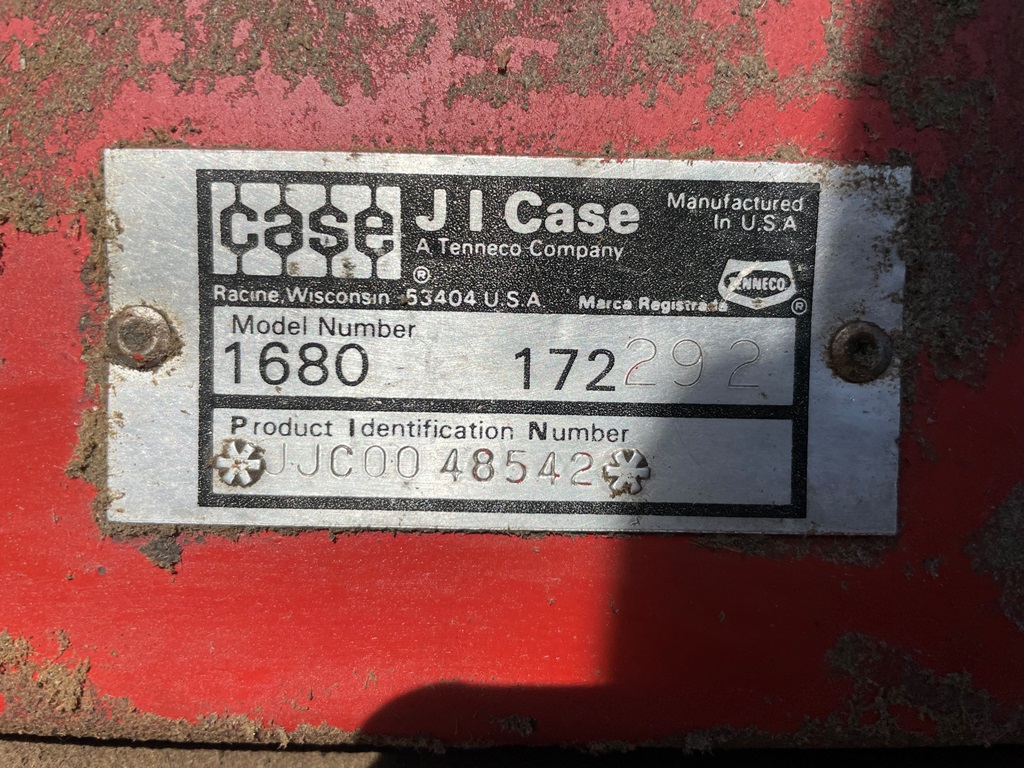 case
J I Case
A Tenneco Company
®
Manufactured
In U.S.A
TENNECO
®
Racine, Wisconsin 53404 U.S.A
Marca Registrada
Model Number
1680 172292
Product Identification Number
JJC0048542